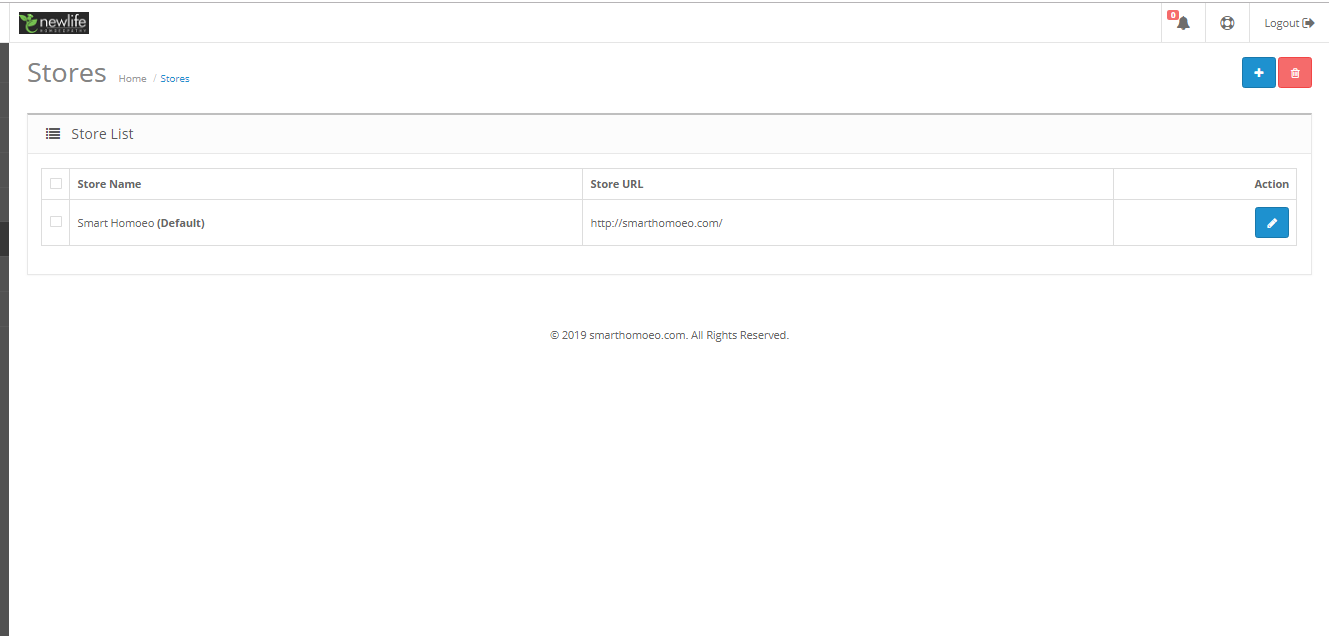 newlife
HOMOEOPATHY
0
Logout
Stores Home / Stores
Store List
Store Name Store URL Action
Smart Homoeo (Default) http://smarthomoeo.com/
© 2019 smarthomoeo.com. All Rights Reserved.